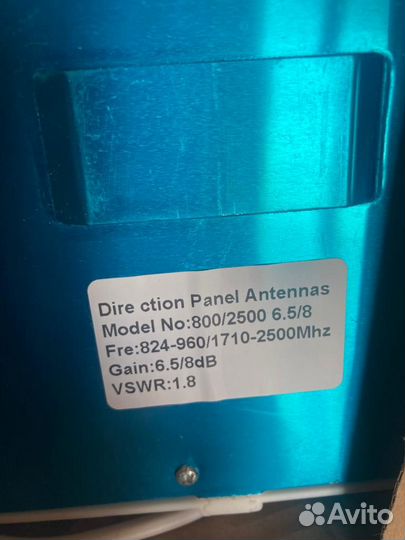 Dire ction Panel Antennas
Model No:800/2500 6.5/8
Fre:824-960/1710-2500Mhz
Gain:6.5/8dB
VSWR:1.8
Avito